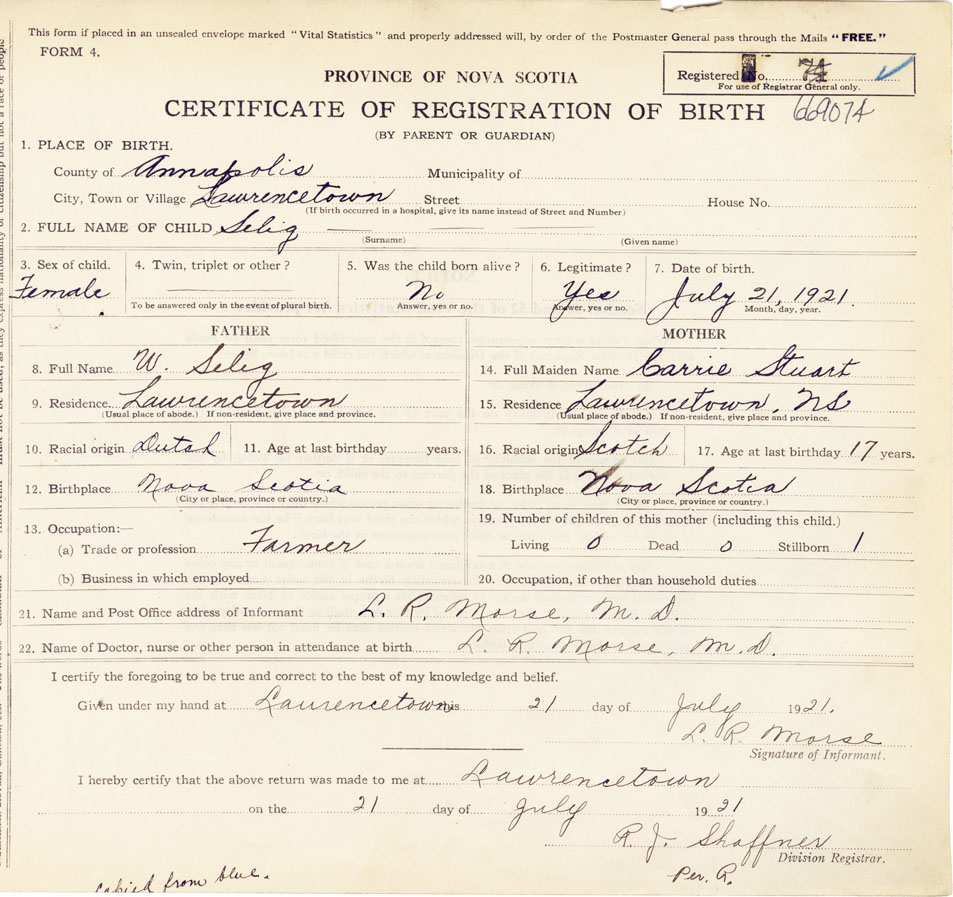 This form if placed in an unsealed envelope marked "Vital Statistics" and properly addressed will, by order of the Postmaster General pass through the Mails "FREE."
FORM 4.
Registered No. 74
For use of Registrar General only.
PROVINCE OF NOVA SCOTIA
CERTIFICATE OF REGISTRATION OF BIRTH 669074
(BY PARENT OR GUARDIAN)
1. PLACE OF BIRTH.
County of Annapolis Municipality of
City, Town or Village Lawrencetown Street House No.
(If birth occurred in a hospital, give its name instead of Street and Number)
2. FULL NAME OF CHILD Selig
(Surname) (Given name)
3. Sex of child. 4. Twin, triplet or other? 5. Was the child born alive? 6. Legitimate? 7. Date of birth.
Female No Yes July 21, 1921.
To be answered only in the event of plural birth. Answer, yes or no. Answer, yes or no. Month, day, year.
FATHER MOTHER
8. Full Name W. Selig 14. Full Maiden Name Carrie Stuart
9. Residence Lawrencetown 15. Residence Lawrencetown, NS
(Usual place of abode.) If non-resident, give place and province. (Usual place of abode.) If non-resident, give place and province.
10. Racial origin Dutch 11. Age at last birthday years. 16. Racial origin Scotch 17. Age at last birthday 17 years.
12. Birthplace Nova Scotia 18. Birthplace Nova Scotia
(City or place, province or country.) (City or place, province or country.)
13. Occupation:— 19. Number of children of this mother (including this child.)
(a) Trade or profession Farmer Living 0 Dead 0 Stillborn 1
(b) Business in which employed 20. Occupation, if other than household duties
21. Name and Post Office address of Informant L. R. Morse, M.D.
22. Name of Doctor, nurse or other person in attendance at birth L. R. Morse, M.D.
I certify the foregoing to be true and correct to the best of my knowledge and belief.
Given under my hand at Lawrencetown this 21 day of July 1921.
L. R. Morse
Signature of Informant.
I hereby certify that the above return was made to me at Lawrencetown
on the 21 day of July 1921
R. J. Shaffner
Division Registrar.
Per. R.
copied from blue.